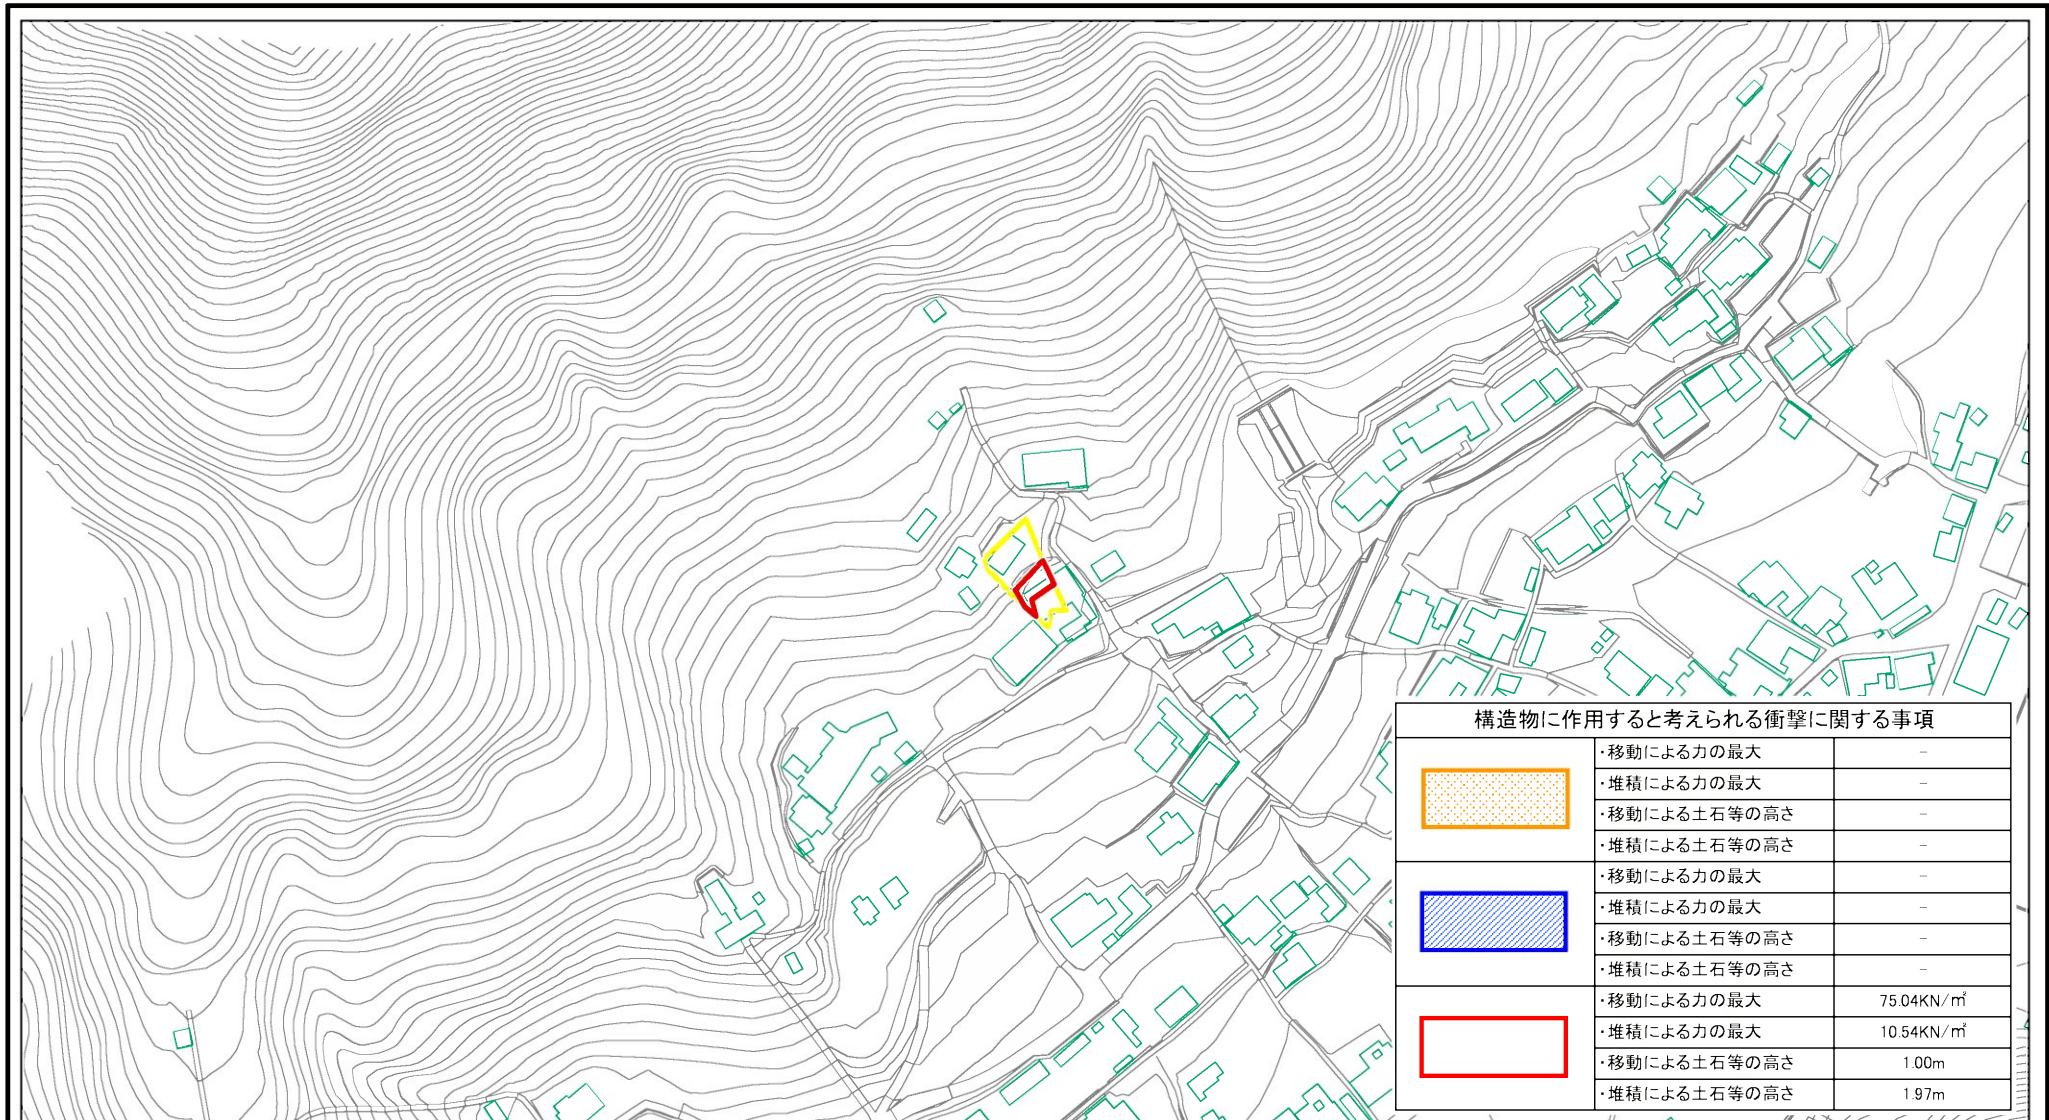 構造物に作用すると考えられる衝撃に関する事項
・移動による力の最大 -
・堆積による力の最大 -
・移動による土石等の高さ -
・堆積による土石等の高さ -
・移動による力の最大 -
・堆積による力の最大 -
・移動による土石等の高さ -
・堆積による土石等の高さ -
・移動による力の最大 75.04KN/㎡
・堆積による力の最大 10.54KN/㎡
・移動による土石等の高さ 1.00m
・堆積による土石等の高さ 1.97m